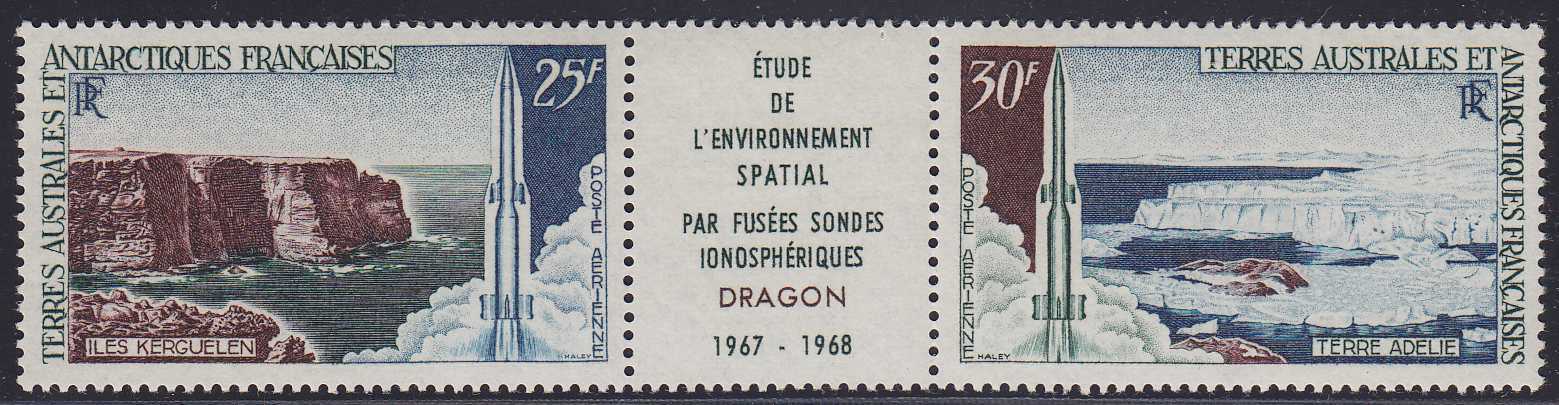 TERRES AUSTRALES ET
ANTARCTIQUES FRANÇAISES
RF
25F
POSTE AERIENNE
ILES KERGUELEN
HALEY
ÉTUDE
DE
L'ENVIRONNEMENT
SPATIAL
PAR FUSÉES SONDES
IONOSPHÉRIQUES
DRAGON
1967 - 1968
30F
TERRES AUSTRALES ET
ANTARCTIQUES FRANÇAISES
RF
POSTE AERIENNE
HALEY
TERRE ADELIE